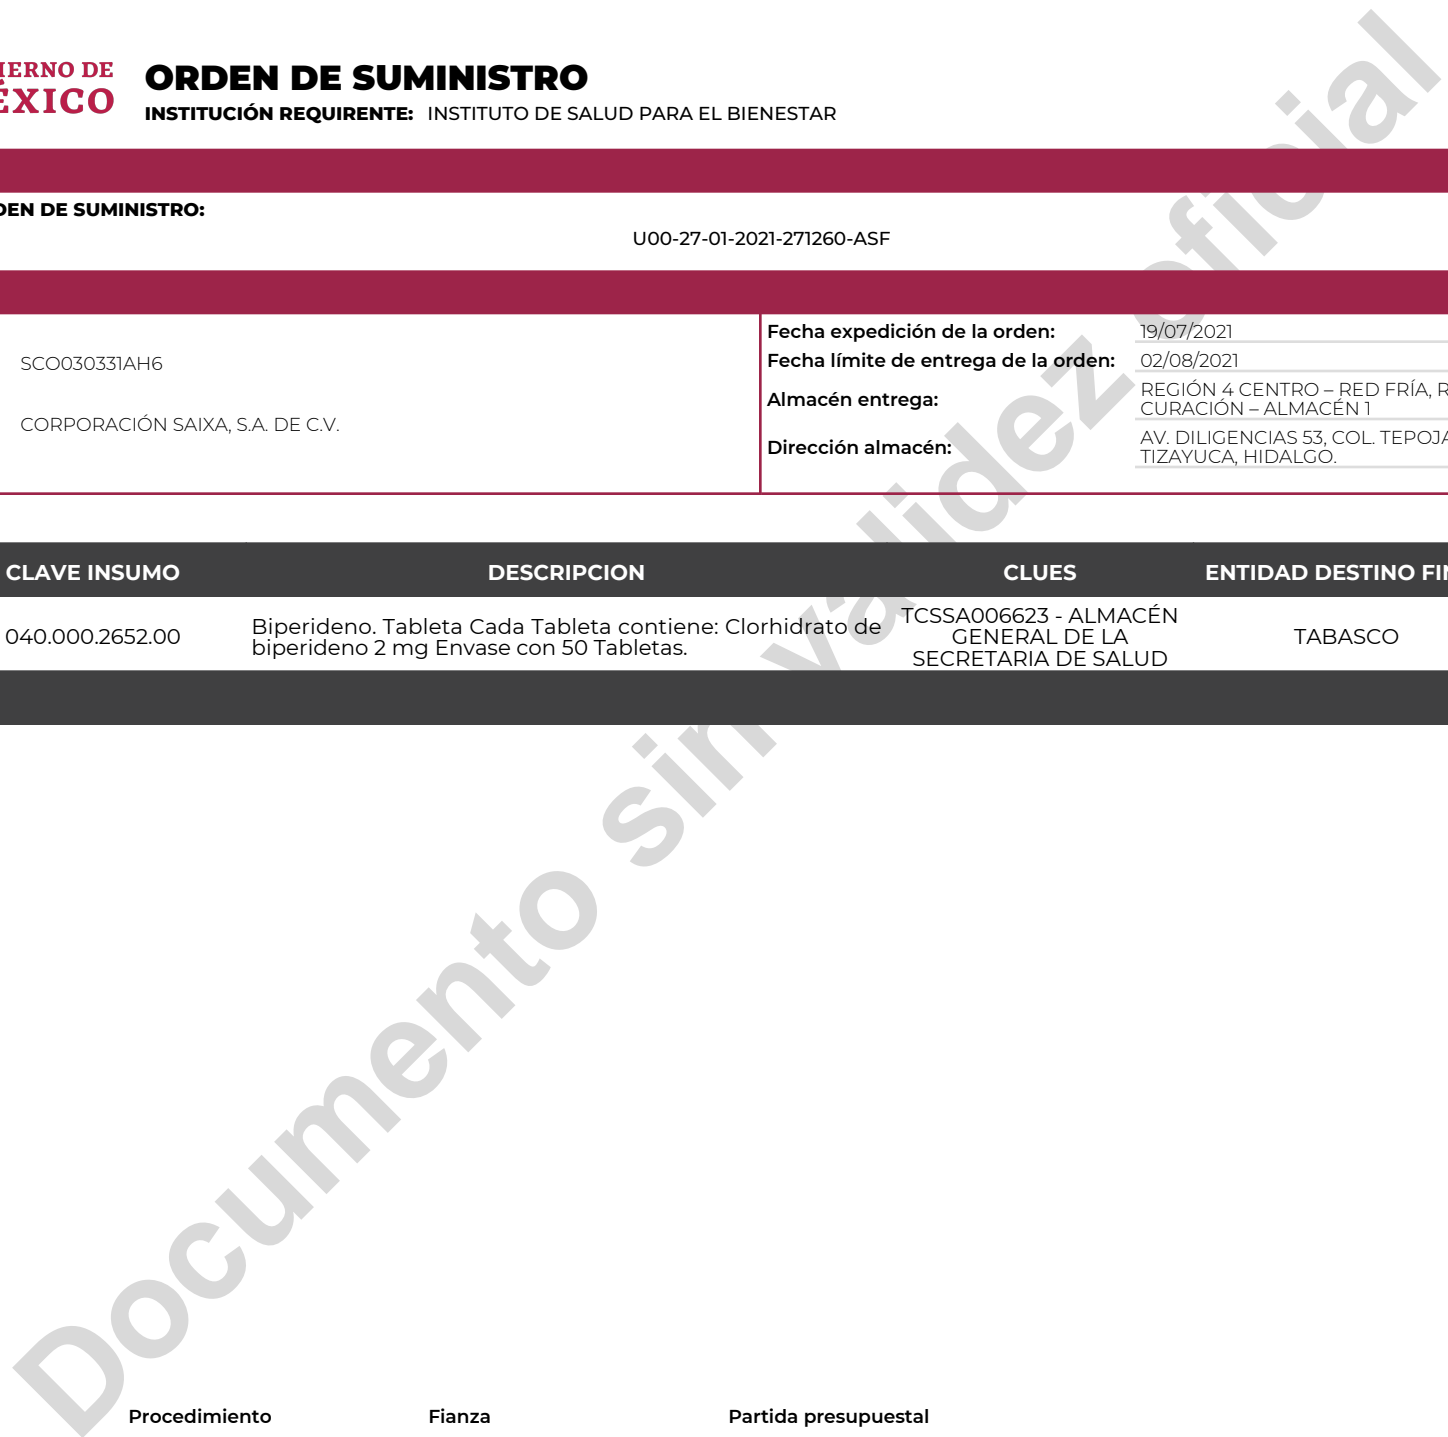 IERNO DE
ÉXICO
ORDEN DE SUMINISTRO
INSTITUCIÓN REQUIRENTE: INSTITUTO DE SALUD PARA EL BIENESTAR
DEN DE SUMINISTRO:
U00-27-01-2021-271260-ASF
SCO030331AH6
CORPORACIÓN SAIXA, S.A. DE C.V.
Fecha expedición de la orden: 19/07/2021
Fecha límite de entrega de la orden: 02/08/2021
Almacén entrega: REGIÓN 4 CENTRO – RED FRÍA, R
CURACIÓN – ALMACÉN 1
Dirección almacén: AV. DILIGENCIAS 53, COL. TEPOJA
TIZAYUCA, HIDALGO.
CLAVE INSUMO DESCRIPCION CLUES ENTIDAD DESTINO FIN
040.000.2652.00
Biperideno. Tableta Cada Tableta contiene: Clorhidrato de
biperideno 2 mg Envase con 50 Tabletas.
TCSSA006623 - ALMACÉN
GENERAL DE LA
SECRETARIA DE SALUD
TABASCO
Documento sin validez oficial
Procedimiento Fianza Partida presupuestal